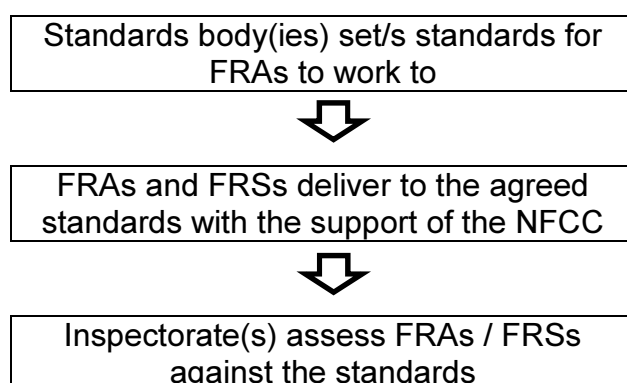 Standards body(ies) set/s standards for
FRAs to work to
FRAs and FRSs deliver to the agreed
standards with the support of the NFCC
Inspectorate(s) assess FRAs / FRSs
against the standards